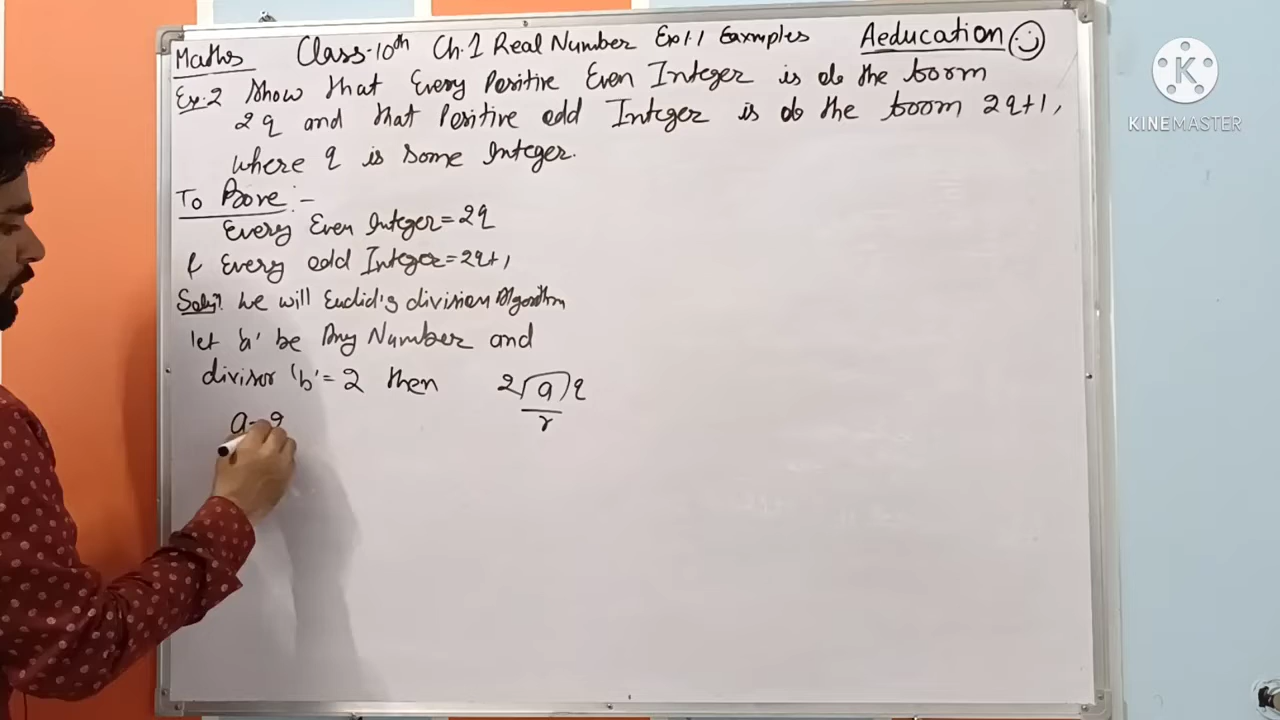 Maths Class-10th Ch.1 Real Number Ex1.1 Examples Aeducation
Ex.2 Show that Every Positive Even Integer is of the form
2q and that Positive odd Integer is of the form 2q+1,
where q is some Integer.
To Prove:-
Every Even Integer=2q
& Every odd Integer=2q+1
Soln. We will Euclid's division Algorithm
let 'a' be Any Number and
divisor 'b'=2 then
2 a q
r
a=2
K
KINEMASTER